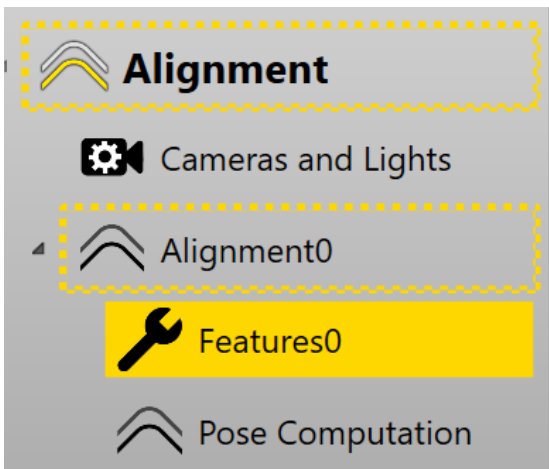 Alignment
Cameras and Lights
Alignment0
Features0
Pose Computation